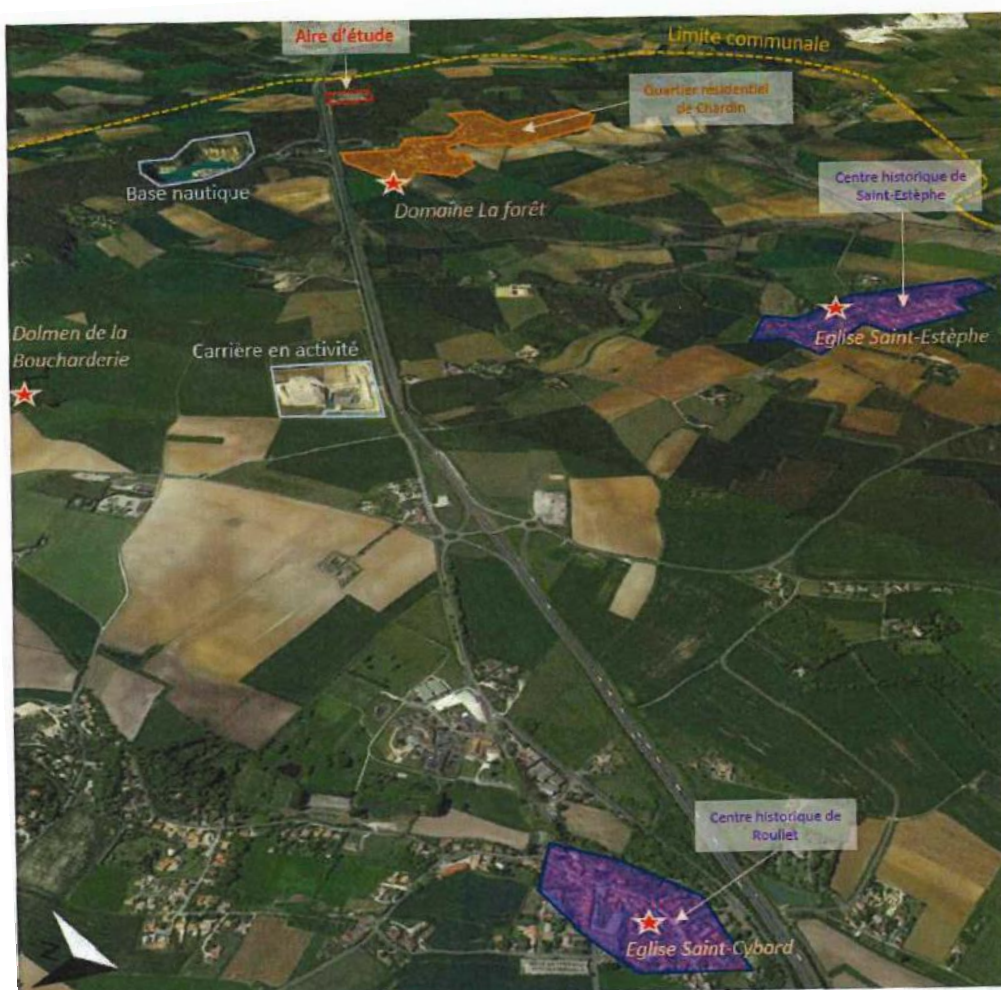 Aire d'étude
Limite communale
Quartier résidentiel
de Chardin
Base nautique
Domaine La forêt
Centre historique de
Saint-Estèphe
Eglise Saint-Estèphe
Dolmen de la
Boucharderie
Carrière en activité
Centre historique de
Roullet
Eglise Saint-Cybard
N